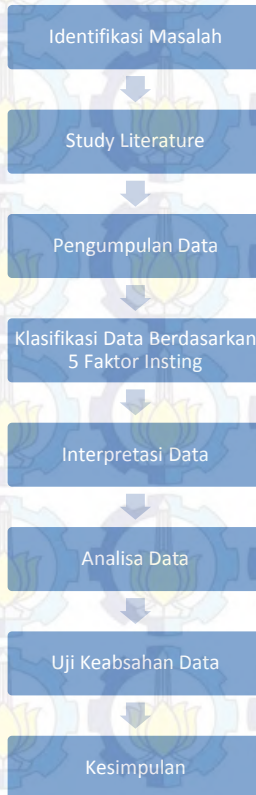 Identifikasi Masalah
Study Literature
Pengumpulan Data
Klasifikasi Data Berdasarkan
5 Faktor Insting
Interpretasi Data
Analisa Data
Uji Keabsahan Data
Kesimpulan